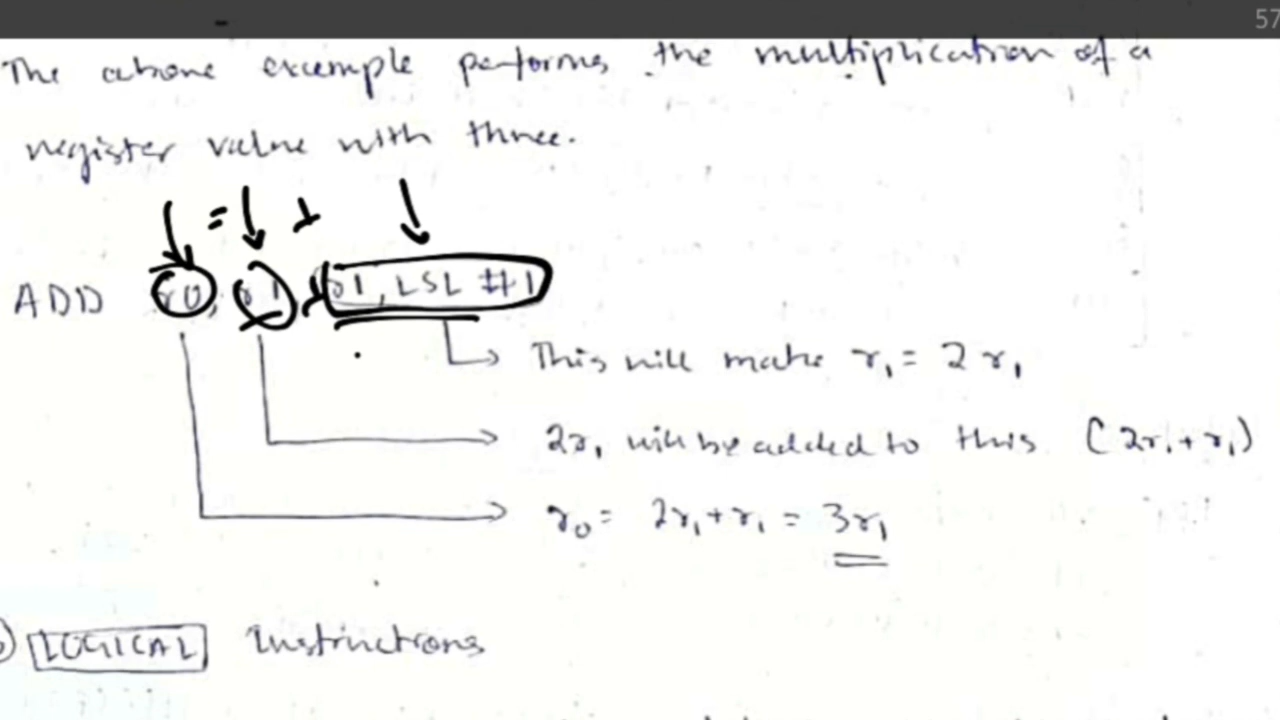 57
The above example performs the multiplication of a
register value with three.
= +
ADD r0, r1, r1, LSL #1
This will make r₁ = 2r₁
2r₁ will be added to this (2r₁+r₁)
r₀ = 2r₁+r₁ = 3r₁
LOGICAL Instructions